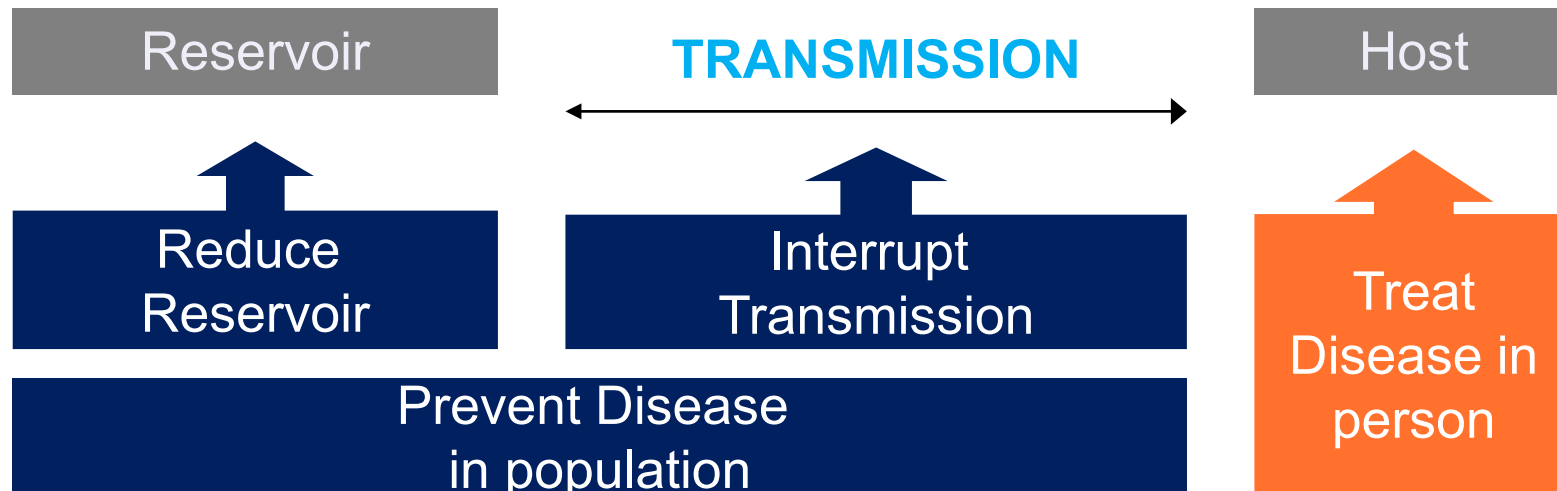 Reservoir
TRANSMISSION
Host
Reduce
Reservoir
Interrupt
Transmission
Treat
Disease in
person
Prevent Disease
in population